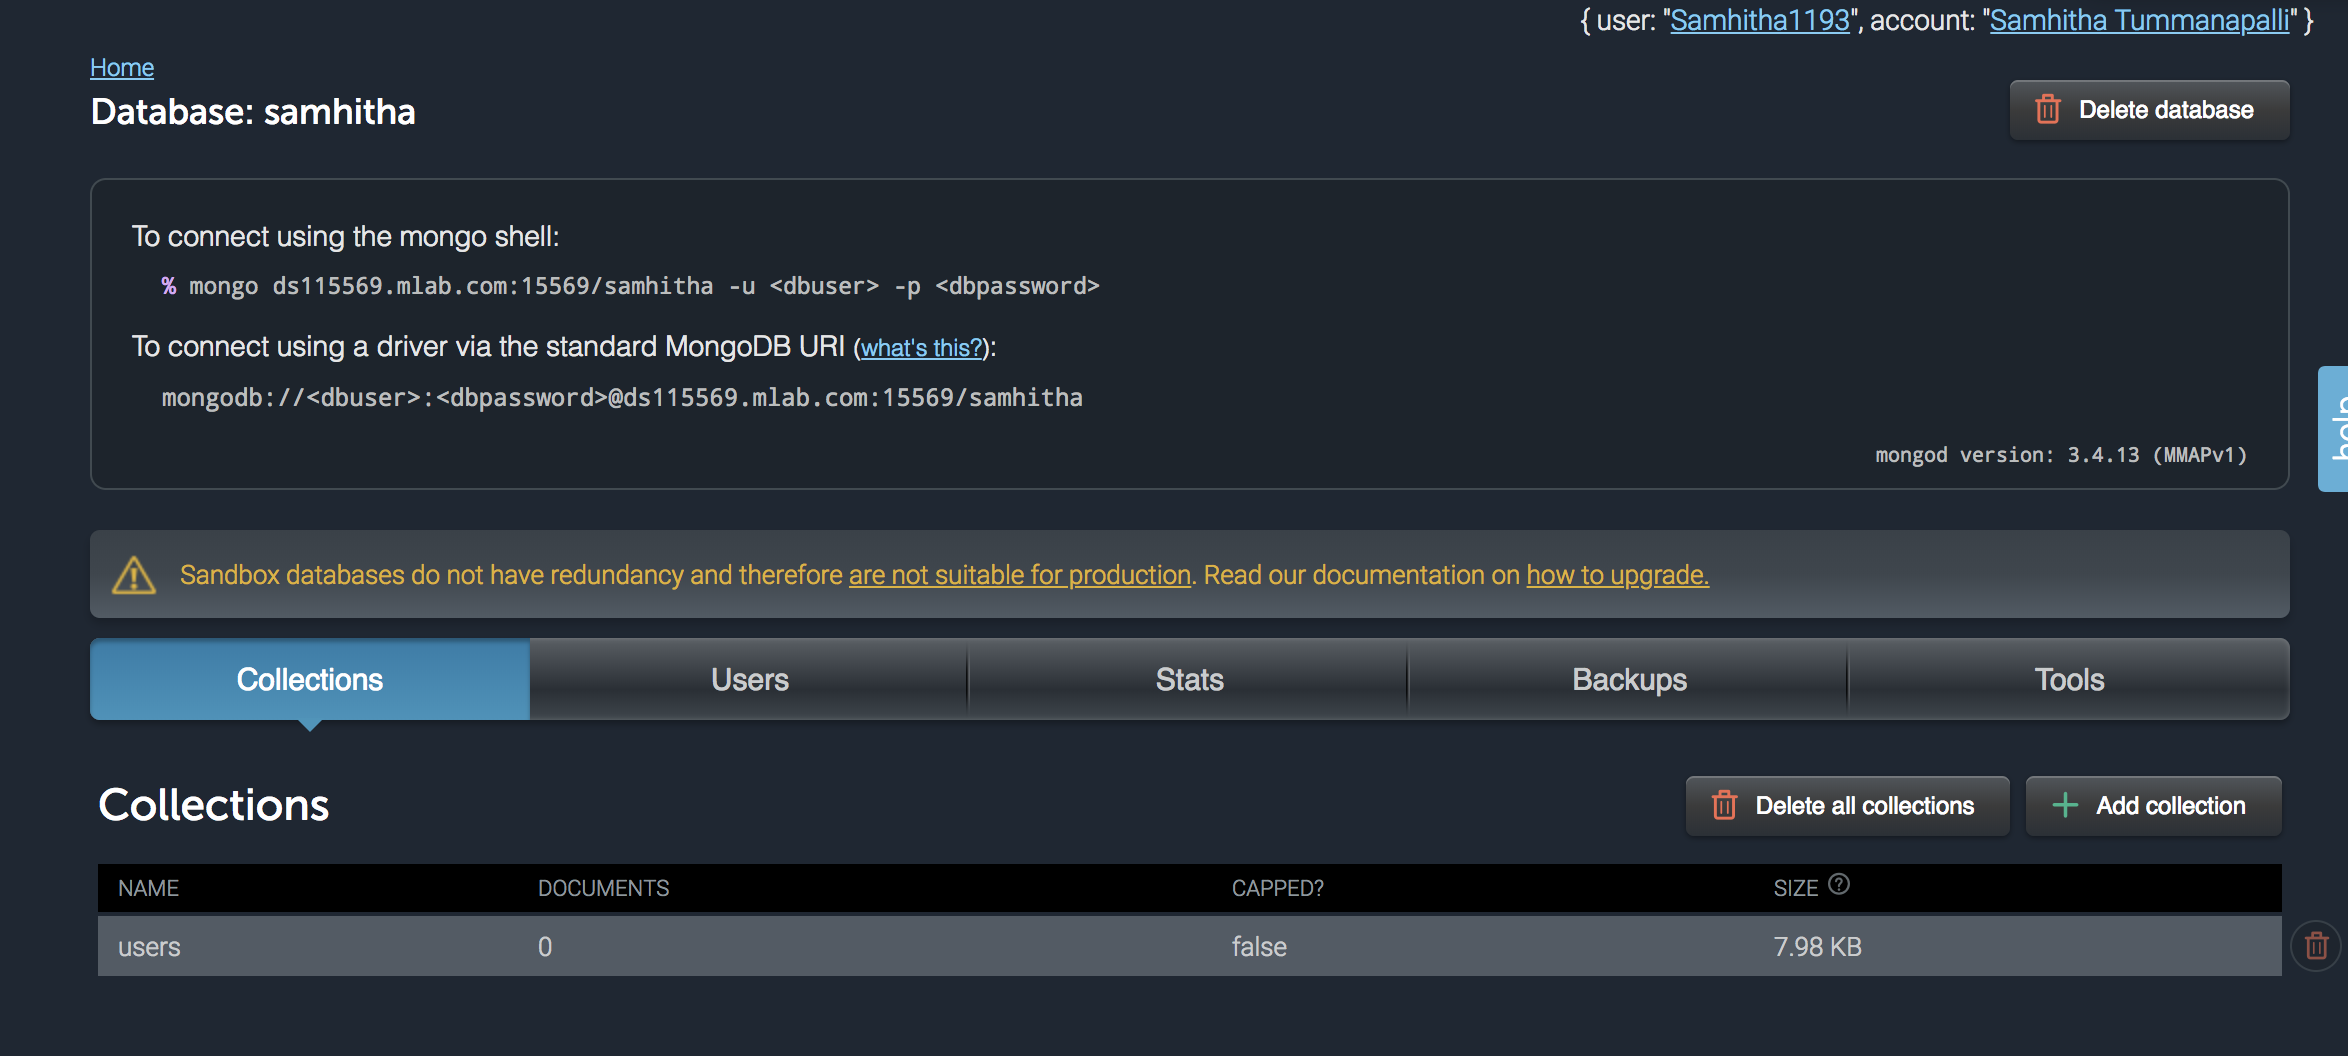 { user: "Samhitha1193", account: "Samhitha Tummanapalli" }
Home
Database: samhitha
Delete database
To connect using the mongo shell:
% mongo ds115569.mlab.com:15569/samhitha -u <dbuser> -p <dbpassword>
To connect using a driver via the standard MongoDB URI (what's this?):
mongodb://<dbuser>:<dbpassword>@ds115569.mlab.com:15569/samhitha
mongod version: 3.4.13 (MMAPv1)
help
Sandbox databases do not have redundancy and therefore are not suitable for production. Read our documentation on how to upgrade.
Collections Users Stats Backups Tools
Collections
Delete all collections
Add collection
NAME DOCUMENTS CAPPED? SIZE ?
users 0 false 7.98 KB